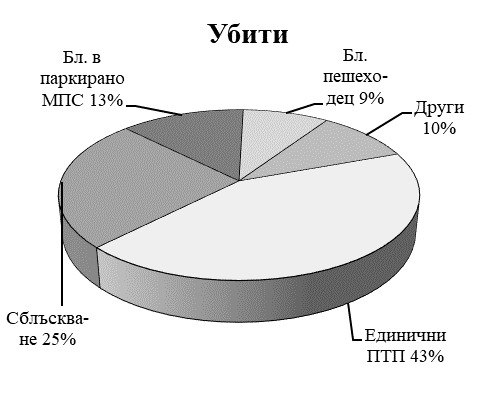 Убити
Бл. в
паркирано
МПС 13%
Бл.
пешехо-
дец 9%
Други
10%
Сблъсква-
не 25%
Единични
ПТП 43%